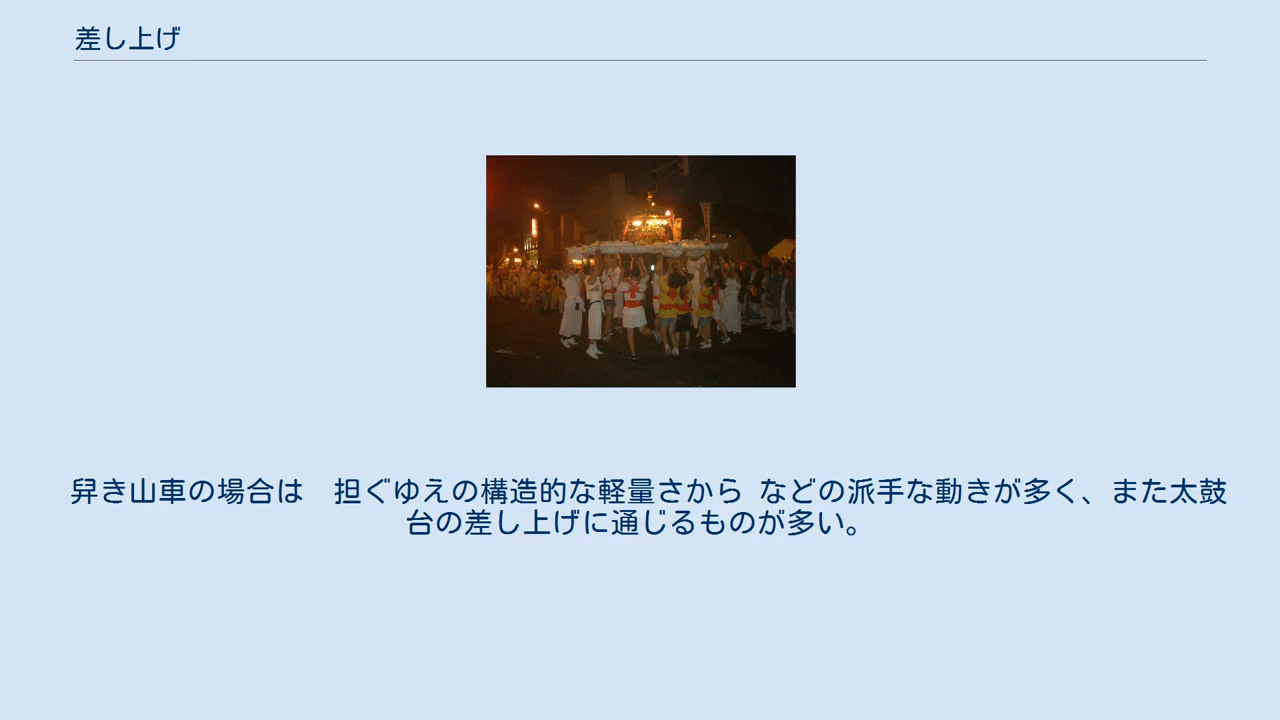 差し上げ
舁き山車の場合は　担ぐゆえの構造的な軽量さから などの派手な動きが多く、また太鼓
台の差し上げに通じるものが多い。